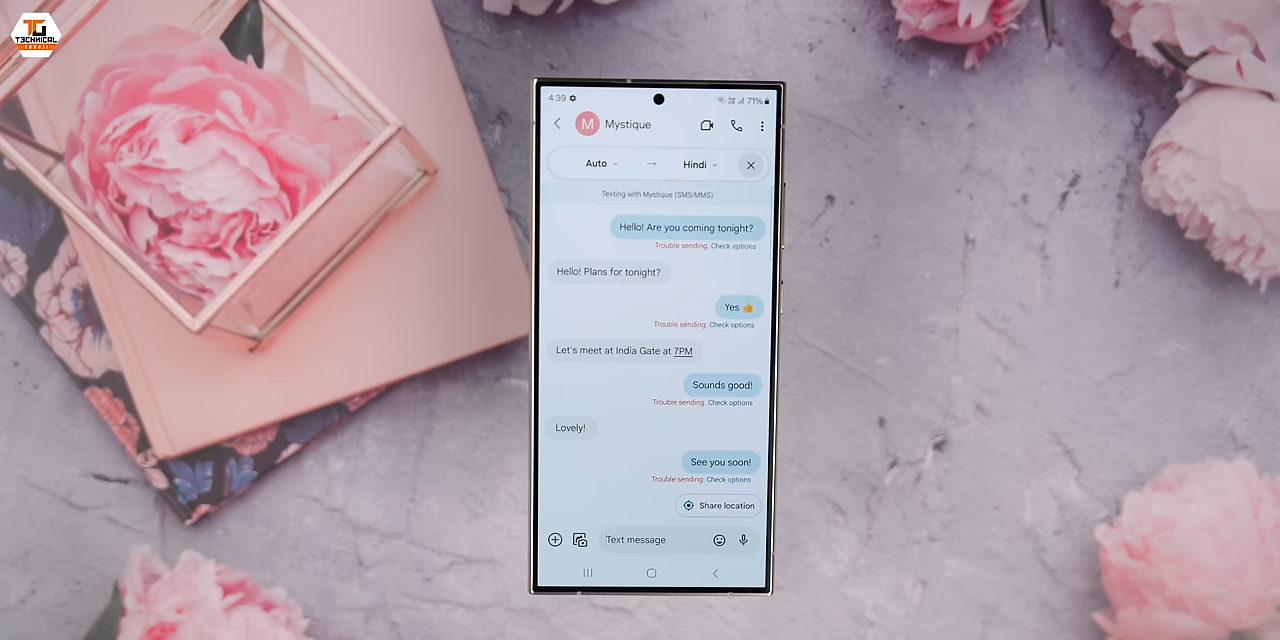 TG
TECHNICAL
GURUJI
4:39
71%
M
Mystique
Auto
Hindi
Texting with Mystique (SMS/MMS)
Hello! Are you coming tonight?
Trouble sending. Check options
Hello! Plans for tonight?
Yes 👍
Trouble sending. Check options
Let's meet at India Gate at 7PM
Sounds good!
Trouble sending. Check options
Lovely!
See you soon!
Trouble sending. Check options
Share location
Text message